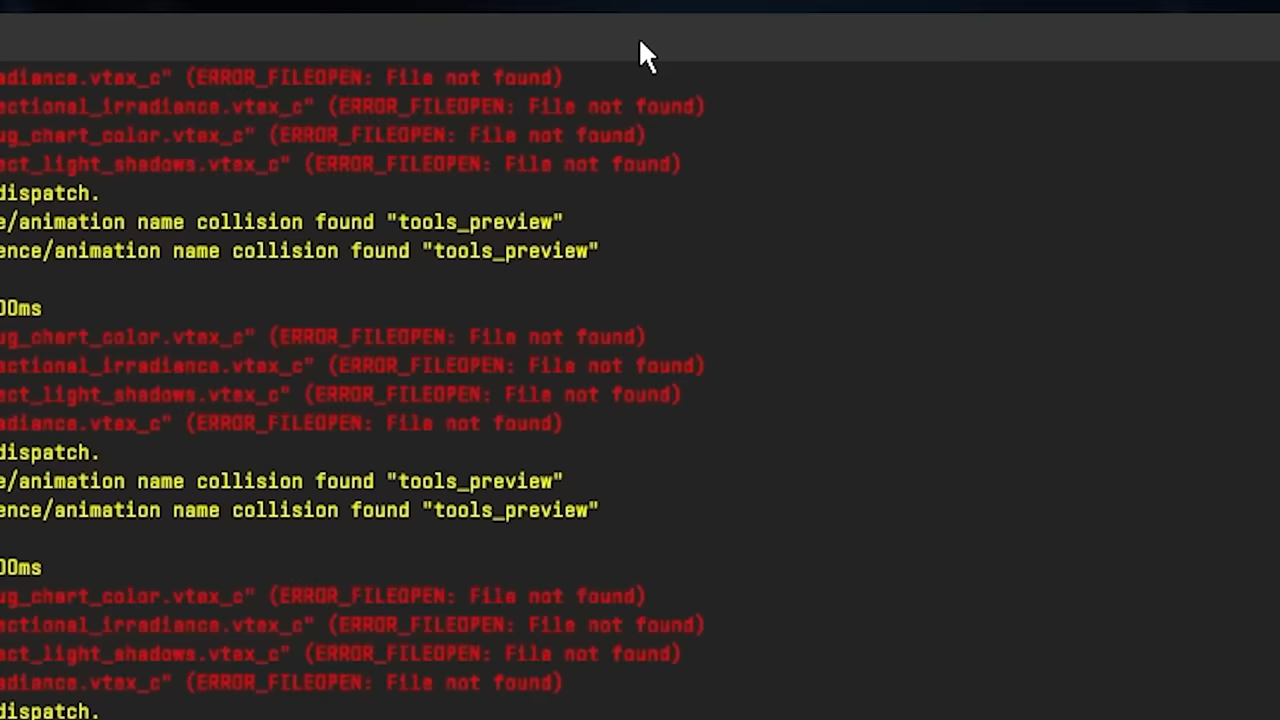 adiance.vtex_c" (ERROR_FILEOPEN: File not found)
ectional_irradiance.vtex_c" (ERROR_FILEOPEN: File not found)
ug_chart_color.vtex_c" (ERROR_FILEOPEN: File not found)
ect_light_shadows.vtex_c" (ERROR_FILEOPEN: File not found)
dispatch.
e/animation name collision found "tools_preview"
ence/animation name collision found "tools_preview"
00ms
ug_chart_color.vtex_c" (ERROR_FILEOPEN: File not found)
ectional_irradiance.vtex_c" (ERROR_FILEOPEN: File not found)
ect_light_shadows.vtex_c" (ERROR_FILEOPEN: File not found)
adiance.vtex_c" (ERROR_FILEOPEN: File not found)
dispatch.
e/animation name collision found "tools_preview"
ence/animation name collision found "tools_preview"
00ms
ug_chart_color.vtex_c" (ERROR_FILEOPEN: File not found)
ectional_irradiance.vtex_c" (ERROR_FILEOPEN: File not found)
ect_light_shadows.vtex_c" (ERROR_FILEOPEN: File not found)
adiance.vtex_c" (ERROR_FILEOPEN: File not found)
dispatch.